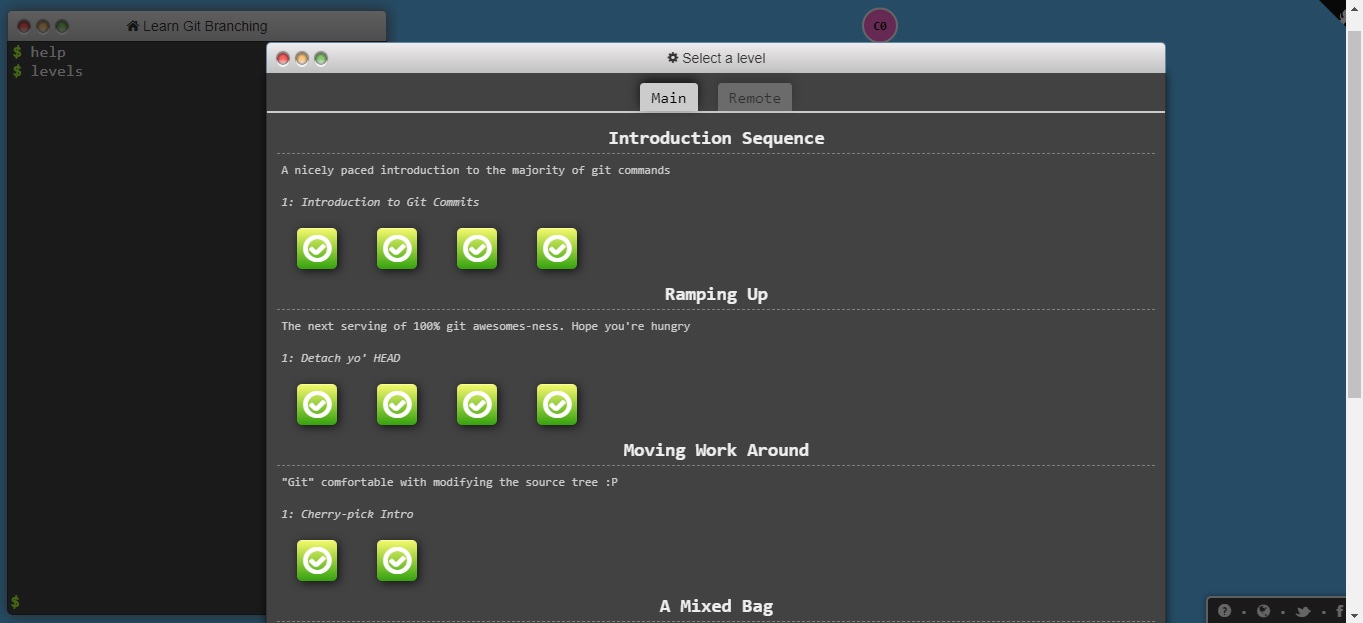 Learn Git Branching
$ help
$ levels
$
C0
Select a level
Main
Remote
Introduction Sequence
A nicely paced introduction to the majority of git commands
1: Introduction to Git Commits
Ramping Up
The next serving of 100% git awesomes-ness. Hope you're hungry
1: Detach yo' HEAD
Moving Work Around
"Git" comfortable with modifying the source tree :P
1: Cherry-pick Intro
A Mixed Bag